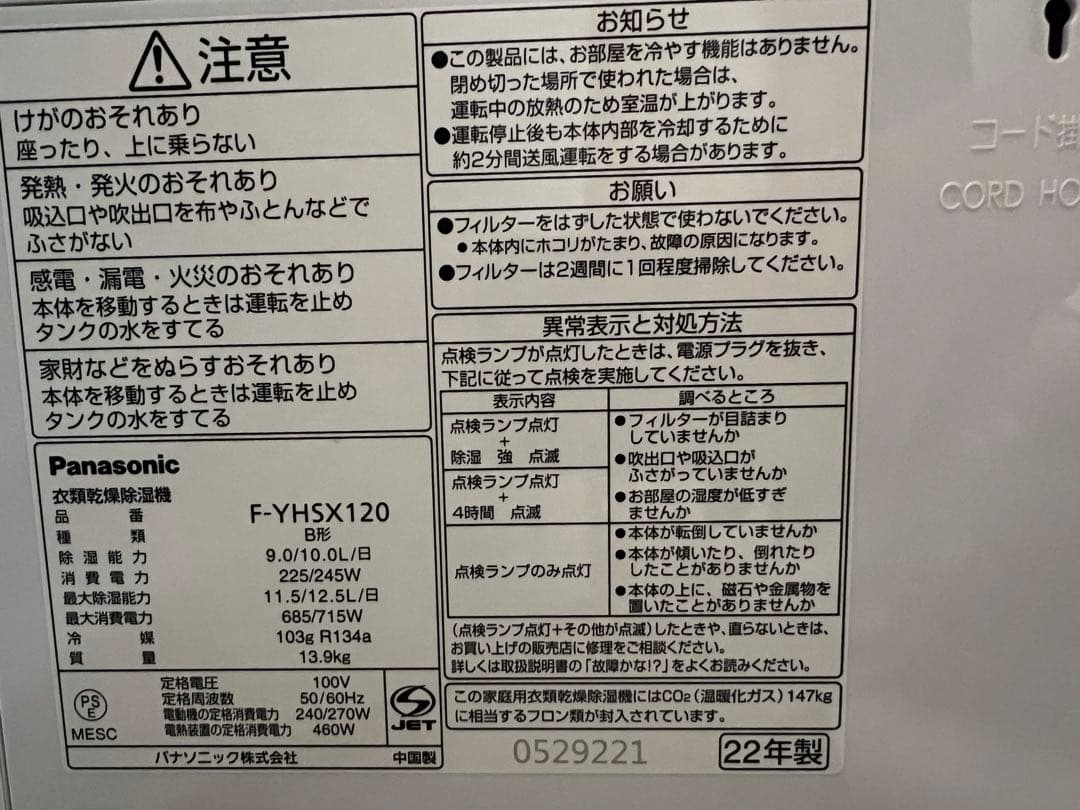 注意
けがのおそれあり
座ったり、上に乗らない
発熱・発火のおそれあり
吸込口や吹出口を布やふとんなどで
ふさがない
感電・漏電・火災のおそれあり
本体を移動するときは運転を止め
タンクの水をすてる
家財などをぬらすおそれあり
本体を移動するときは運転を止め
タンクの水をすてる
Panasonic
衣類乾燥除湿機
品番 F-YHSX120
種類 B形
除湿能力 9.0/10.0L/日
消費電力 225/245W
最大除湿能力 11.5/12.5L/日
最大消費電力 685/715W
冷媒 103g R134a
質量 13.9kg
PSE
MESC
定格電圧 100V
定格周波数 50/60Hz
電動機の定格消費電力 240/270W
電熱装置の定格消費電力 460W
JET
パナソニック株式会社 中国製
お知らせ
●この製品には、お部屋を冷やす機能はありません。
閉め切った場所で使われた場合は、
運転中の放熱のため室温が上がります。
●運転停止後も本体内部を冷却するために
約2分間送風運転をする場合があります。
お願い
●フィルターをはずした状態で使わないでください。
●本体内にホコリがたまり、故障の原因になります。
●フィルターは2週間に1回程度掃除してください。
異常表示と対処方法
点検ランプが点灯したときは、電源プラグを抜き、
下記に従って点検を実施してください。
表示内容 調べるところ
点検ランプ点灯
+
除湿 強 点滅
点検ランプ点灯
+
4時間 点滅
●フィルターが目詰まり
していませんか
●吹出口や吸込口が
ふさがっていませんか
●お部屋の湿度が低すぎ
ませんか
点検ランプのみ点灯
●本体が転倒していませんか
●本体が傾いたり、倒れたり
したことがありませんか
●本体の上に、磁石や金属物を
置いたことがありませんか
(点検ランプ点灯+その他が点滅)したときや、直らないときは、
お買い上げの販売店に修理をご相談ください。
詳しくは取扱説明書の「故障かな!?」をよくお読みください。
この家庭用衣類乾燥除湿機にはCO2(温暖化ガス)147kg
に相当するフロン類が封入されています。
0529221 22年製
コード掛
CORD HO